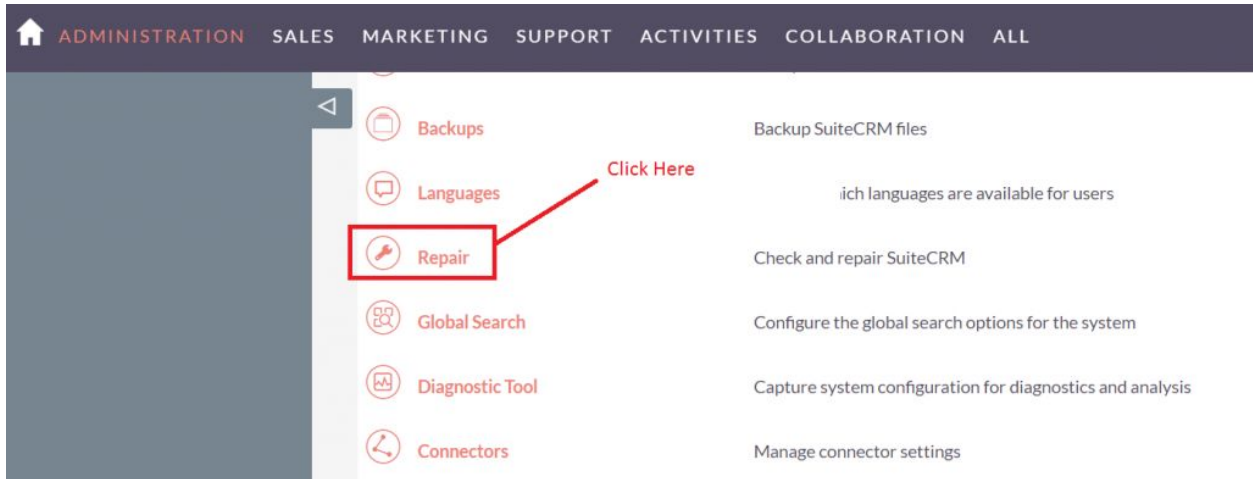 ADMINISTRATION SALES MARKETING SUPPORT ACTIVITIES COLLABORATION ALL
Backups Backup SuiteCRM files
Click Here
Languages languages are available for users
Repair Check and repair SuiteCRM
Global Search Configure the global search options for the system
Diagnostic Tool Capture system configuration for diagnostics and analysis
Connectors Manage connector settings